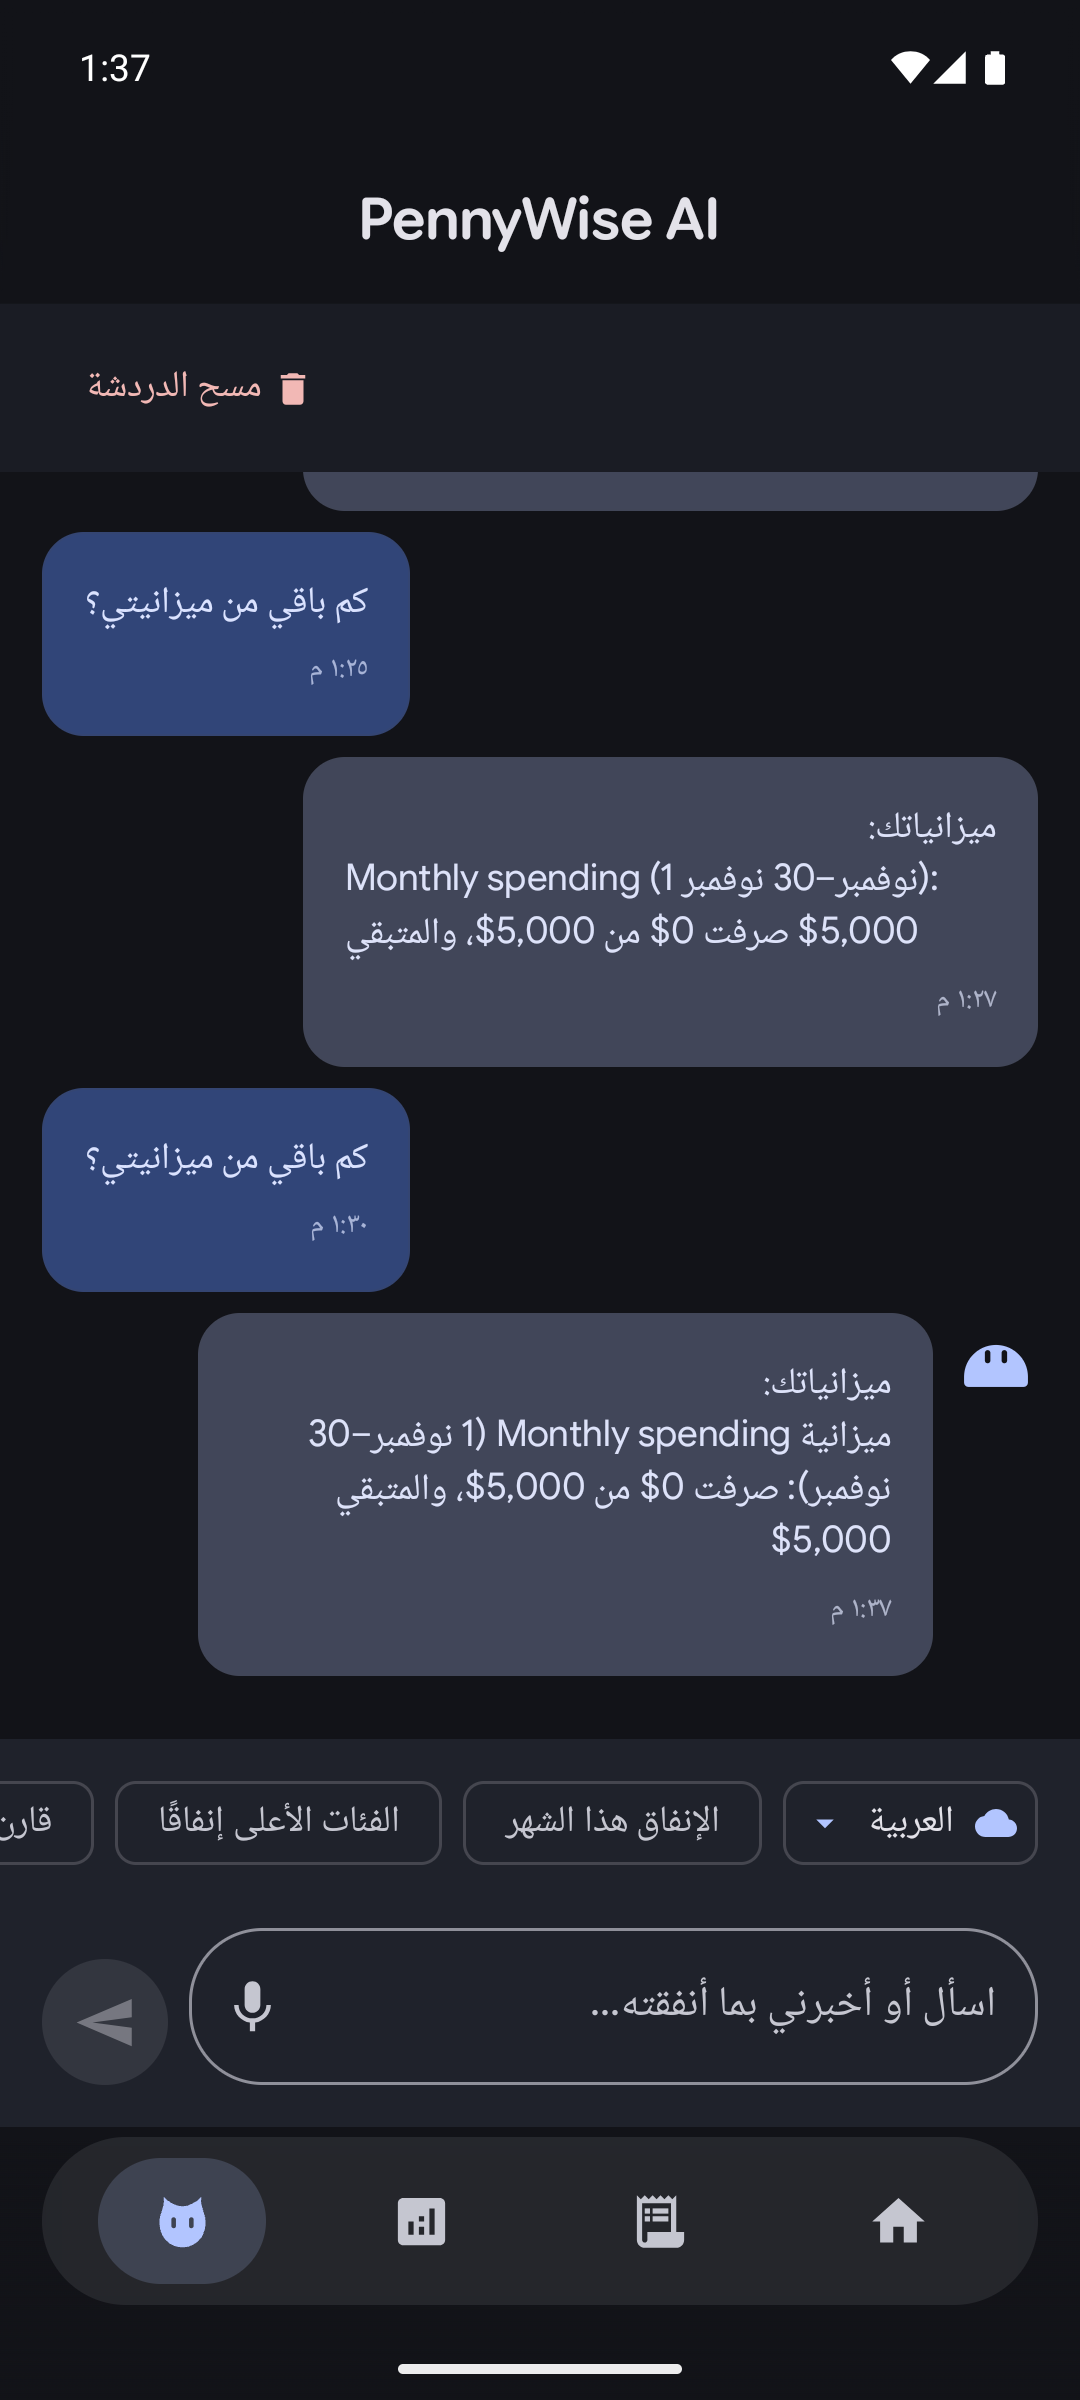 1:37
PennyWise AI
مسح الدردشة
كم باقي من ميزانيتي؟
١:٢٥ م
ميزانياتك:
Monthly spending (1 نوفمبر–30 نوفمبر):
صرفت 0$ من 5,000$، والمتبقي 5,000$
١:٢٧ م
كم باقي من ميزانيتي؟
١:٣٠ م
ميزانياتك:
ميزانية Monthly spending (1 نوفمبر–30
نوفمبر): صرفت 0$ من 5,000$، والمتبقي
5,000$
١:٣٧ م
العربية
الإنفاق هذا الشهر
الفئات الأعلى إنفاقًا
قارن
اسأل أو أخبرني بما أنفقته...